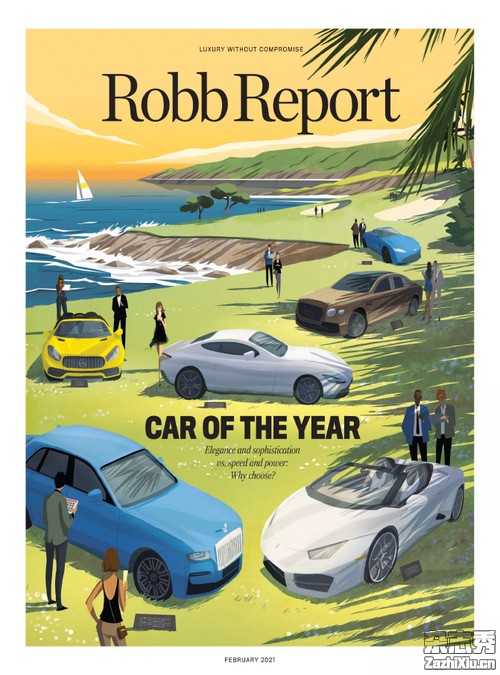 LUXURY WITHOUT COMPROMISE
Robb Report
CAR OF THE YEAR
Elegance and sophistication
vs. speed and power:
Why choose?
FEBRUARY 2021
杂志秀
ZazhiXiu.cn